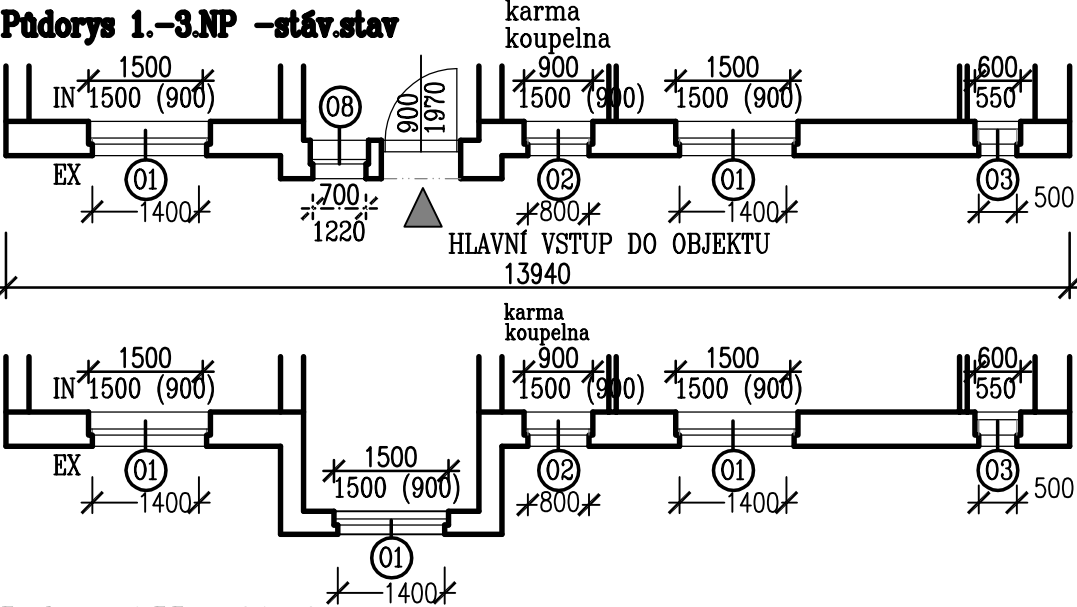 Půdorys 1.-3.NP -stáv.stav
karma
koupelna
1500 900 1500 600
IN 1500 (900) 08 900 1970 1500 (900) 1500 (900) 550
EX 01 02 01 03
1400 700 800 1400 500
1220
HLAVNÍ VSTUP DO OBJEKTU
13940
karma
koupelna
1500 900 1500 600
IN 1500 (900) 1500 (900) 1500 (900) 550
EX 01 1500 02 01 03
1400 1500 (900) 800 1400 500
01
1400